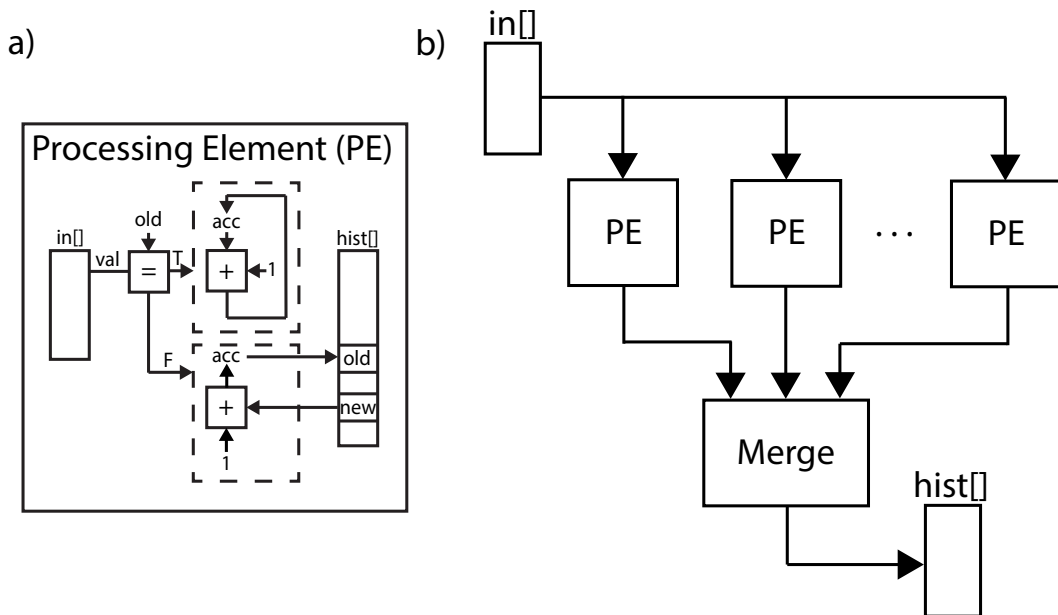 a)
Processing Element (PE)
old
in[]
val
=
T
acc
+
1
hist[]
F
acc
old
+
new
1
b)
in[]
PE
PE
...
PE
Merge
hist[]